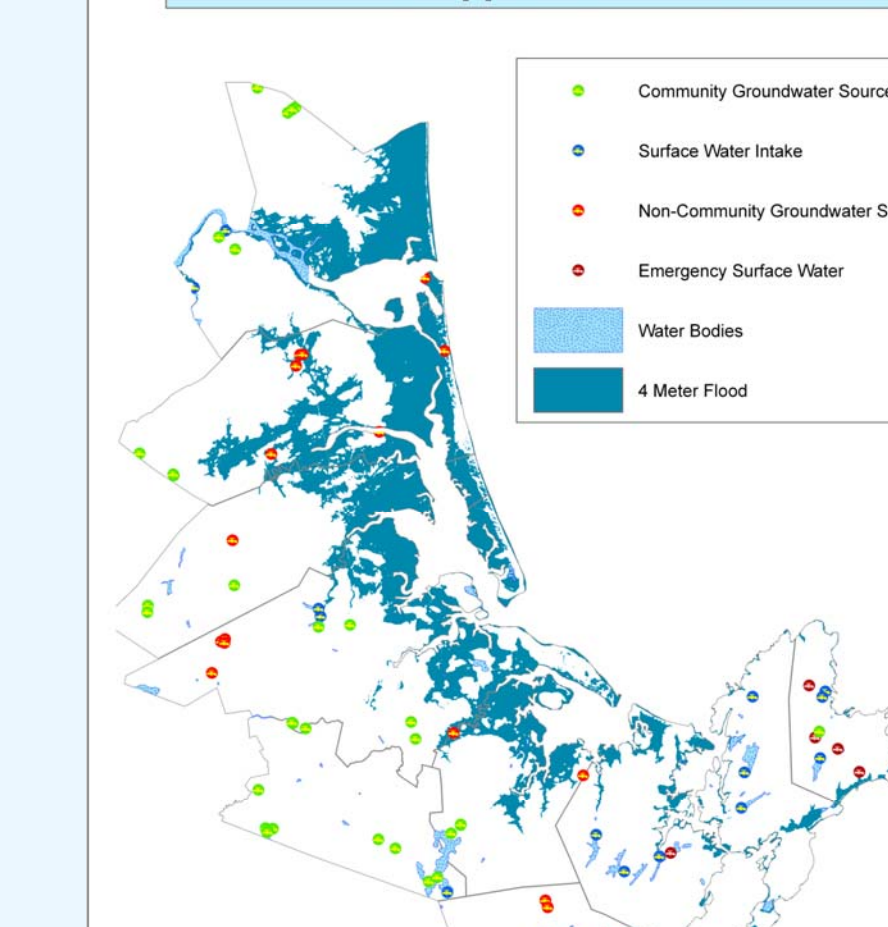 Community Groundwater Source
Surface Water Intake
Non-Community Groundwater S
Emergency Surface Water
Water Bodies
4 Meter Flood